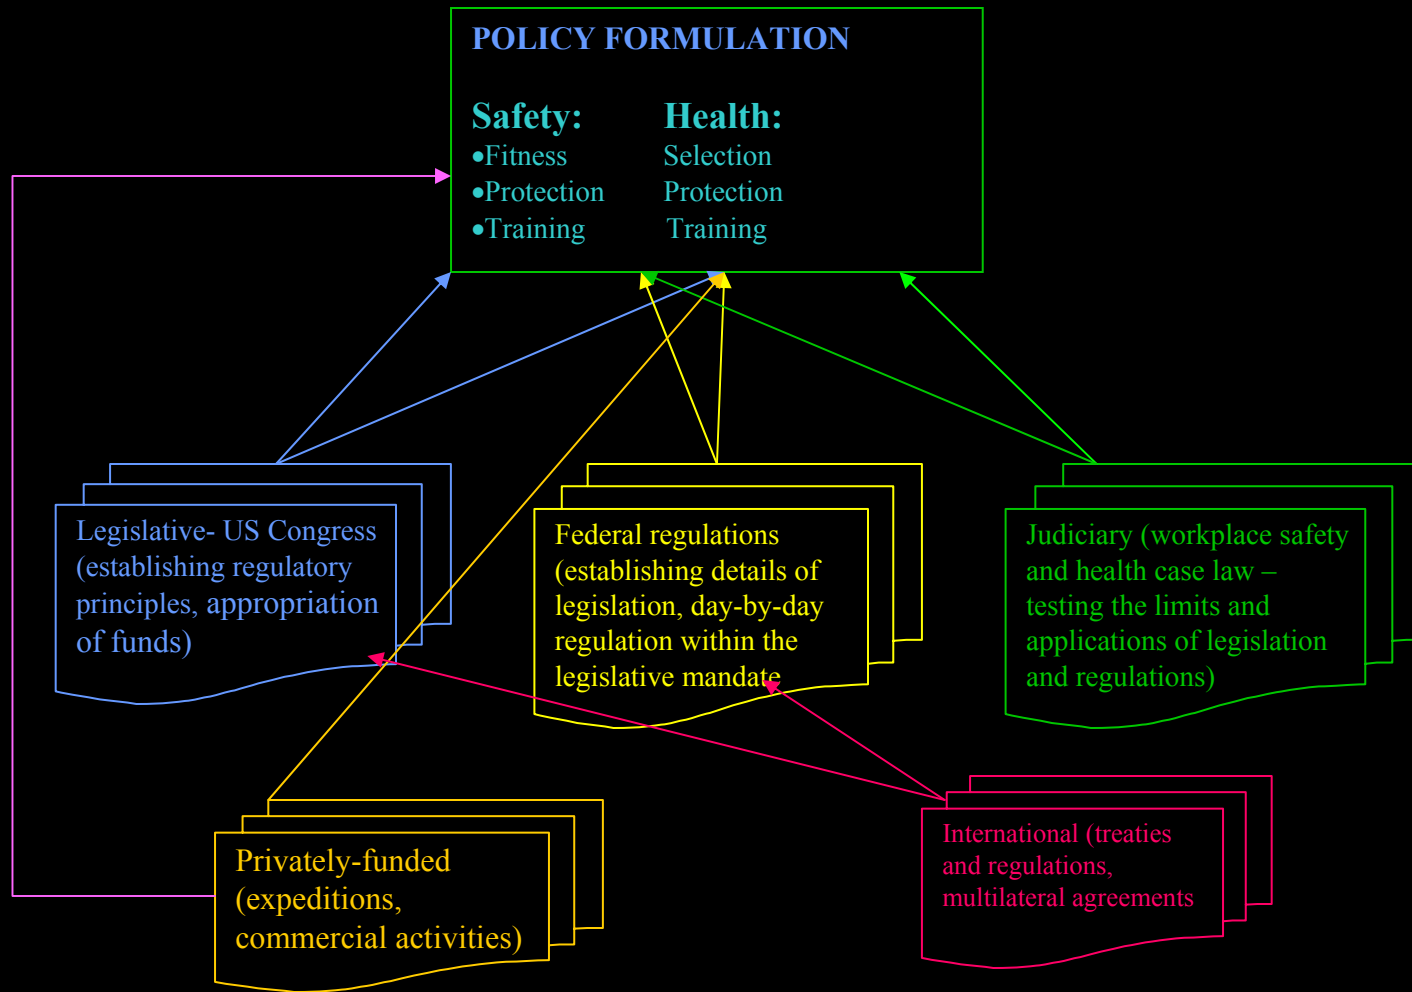 POLICY FORMULATION
Safety: Health:
•Fitness Selection
•Protection Protection
•Training Training
Legislative- US Congress
(establishing regulatory
principles, appropriation
of funds)
Federal regulations
(establishing details of
legislation, day-by-day
regulation within the
legislative mandate
Judiciary (workplace safety
and health case law –
testing the limits and
applications of legislation
and regulations)
Privately-funded
(expeditions,
commercial activities)
International (treaties
and regulations,
multilateral agreements